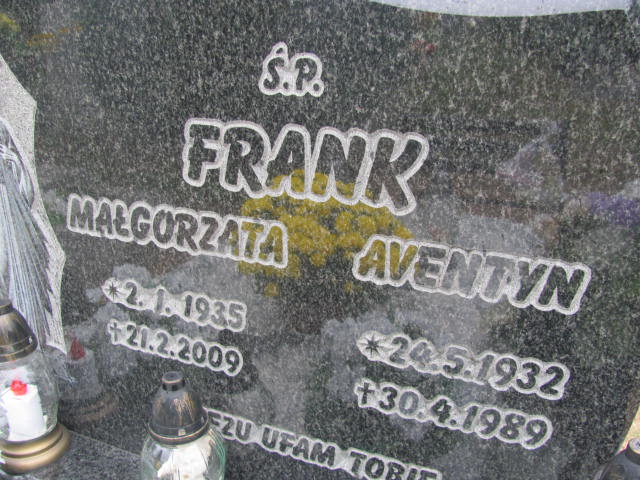 Ś.P.
FRANK
MAŁGORZATA AVENTYN
*2.1.1935 *24.5.1932
†21.2.2009 †30.4.1989
UFAM TOBIE